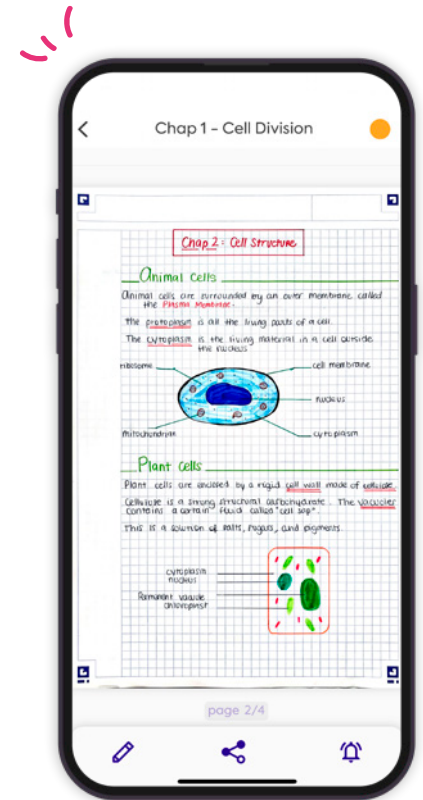 Chap 1 - Cell Division
Chap 2: Cell Structure
Animal cells
Animal cells are surrounded by an outer membrane called
the Plasma Membrane.
the protoplasm is all the living parts of a cell.
The cytoplasm is the living material in a cell outside
the nucleus
ribosome
cell membrane
nucleus
mitochondrion
cytoplasm
Plant cells
Plant cells are enclosed by a rigid cell wall made of cellulose
Cellulose is a strong structural carbohydrate. The vacuoles
contains a certain fluid called "cell sap".
This is a solution of salts, sugars, and pigments.
cytoplasm
nucleus
Permanent vacuole
chloroplast
page 2/4